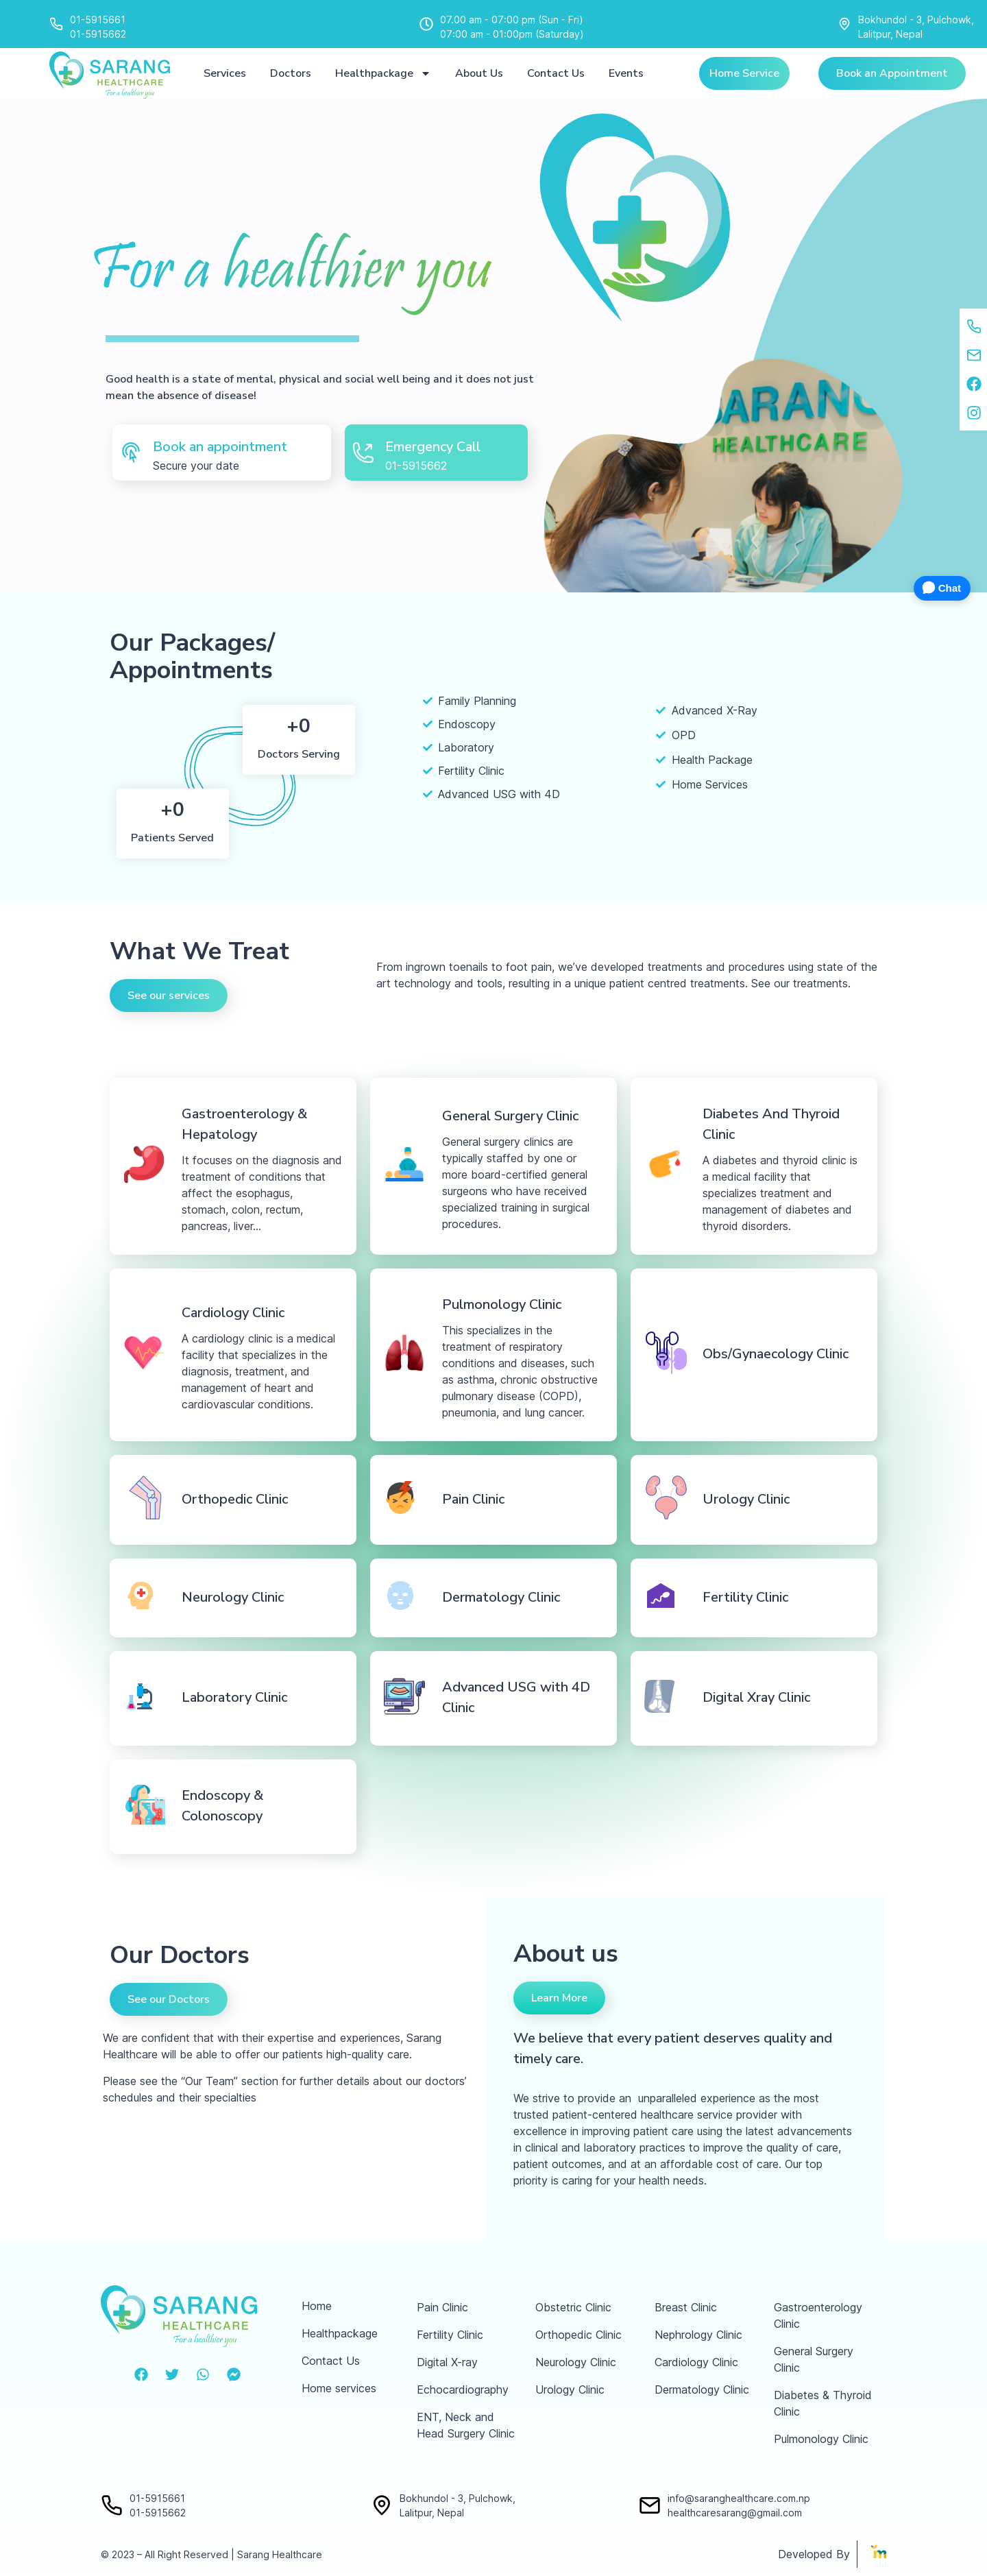 01-5915661
01-5915662
07.00 am - 07:00 pm (Sun - Fri)
07:00 am - 01:00pm (Saturday)
Bokhundol - 3, Pulchowk,
Lalitpur, Nepal
SARANG
HEALTHCARE
For a healthier you
Services
Doctors
Healthpackage
About Us
Contact Us
Events
Home Service
Book an Appointment
For a healthier you
Good health is a state of mental, physical and social well being and it does not just
mean the absence of disease!
Book an appointment
Secure your date
Emergency Call
01-5915662
SARANG
HEALTHCARE
Chat
Our Packages/
Appointments
+0
Doctors Serving
+0
Patients Served
Family Planning
Endoscopy
Laboratory
Fertility Clinic
Advanced USG with 4D
Advanced X-Ray
OPD
Health Package
Home Services
What We Treat
See our services
From ingrown toenails to foot pain, we’ve developed treatments and procedures using state of the
art technology and tools, resulting in a unique patient centred treatments. See our treatments.
Gastroenterology &
Hepatology
It focuses on the diagnosis and
treatment of conditions that
affect the esophagus,
stomach, colon, rectum,
pancreas, liver...
General Surgery Clinic
General surgery clinics are
typically staffed by one or
more board-certified general
surgeons who have received
specialized training in surgical
procedures.
Diabetes And Thyroid
Clinic
A diabetes and thyroid clinic is
a medical facility that
specializes treatment and
management of diabetes and
thyroid disorders.
Cardiology Clinic
A cardiology clinic is a medical
facility that specializes in the
diagnosis, treatment, and
management of heart and
cardiovascular conditions.
Pulmonology Clinic
This specializes in the
treatment of respiratory
conditions and diseases, such
as asthma, chronic obstructive
pulmonary disease (COPD),
pneumonia, and lung cancer.
Obs/Gynaecology Clinic
Orthopedic Clinic
Pain Clinic
Urology Clinic
Neurology Clinic
Dermatology Clinic
Fertility Clinic
Laboratory Clinic
Advanced USG with 4D
Clinic
Digital Xray Clinic
Endoscopy &
Colonoscopy
Our Doctors
See our Doctors
We are confident that with their expertise and experiences, Sarang
Healthcare will be able to offer our patients high-quality care.
Please see the “Our Team” section for further details about our doctors’
schedules and their specialties
About us
Learn More
We believe that every patient deserves quality and
timely care.
We strive to provide an  unparalleled experience as the most
trusted patient-centered healthcare service provider with
excellence in improving patient care using the latest advancements
in clinical and laboratory practices to improve the quality of care,
patient outcomes, and at an affordable cost of care. Our top
priority is caring for your health needs.
SARANG
HEALTHCARE
For a healthier you
Home
Healthpackage
Contact Us
Home services
Pain Clinic
Fertility Clinic
Digital X-ray
Echocardiography
ENT, Neck and
Head Surgery Clinic
Obstetric Clinic
Orthopedic Clinic
Neurology Clinic
Urology Clinic
Breast Clinic
Nephrology Clinic
Cardiology Clinic
Dermatology Clinic
Gastroenterology
Clinic
General Surgery
Clinic
Diabetes & Thyroid
Clinic
Pulmonology Clinic
01-5915661
01-5915662
Bokhundol - 3, Pulchowk,
Lalitpur, Nepal
info@saranghealthcare.com.np
healthcaresarang@gmail.com
© 2023 – All Right Reserved | Sarang Healthcare
Developed By